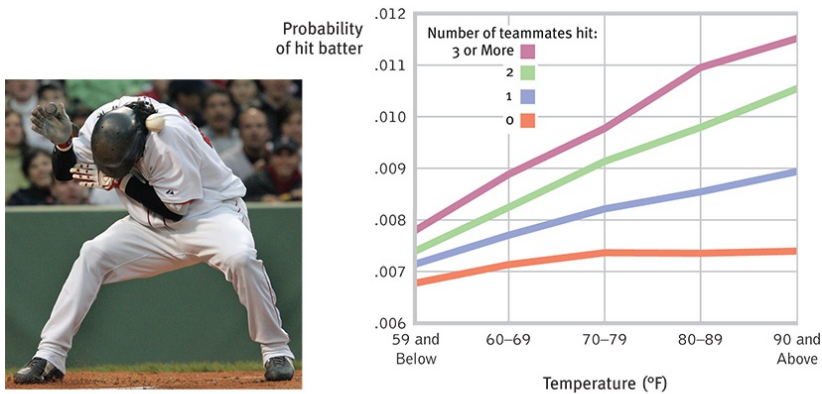 Probability
of hit batter
.012
.011
.010
.009
.008
.007
.006
Number of teammates hit:
3 or More
2
1
0
59 and
Below
60–69
70–79
80–89
90 and
Above
Temperature (ºF)